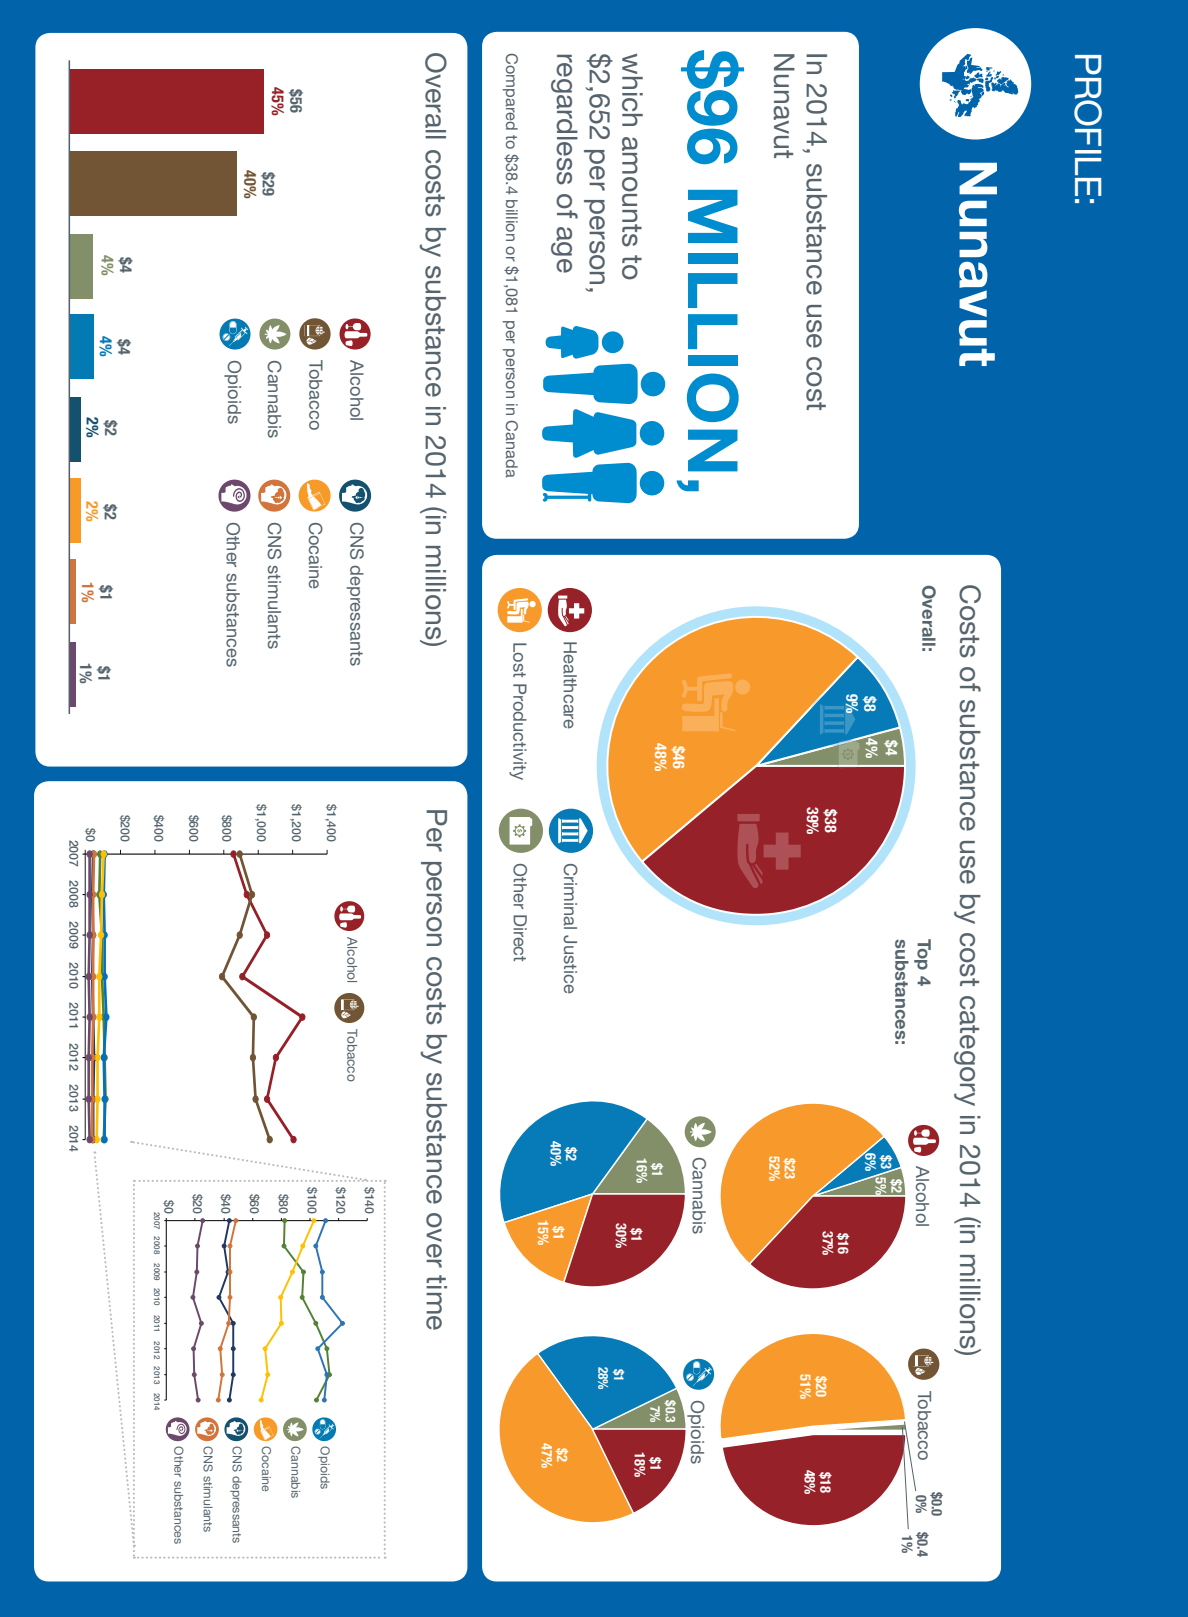 PROFILE:
Nunavut
In 2014, substance use cost
Nunavut
$96 MILLION,
which amounts to
$2,652 per person,
regardless of age
Compared to $38.4 billion or $1,081 per person in Canada
Costs of substance use by cost category in 2014 (in millions)
Overall:
$8
9%
$4
4%
$46
48%
$38
39%
Healthcare
Lost Productivity
Criminal Justice
Other Direct
Top 4
substances:
Alcohol
$3
6%
$2
5%
$23
52%
$16
37%
Tobacco
$0.0
0%
$0.4
1%
$20
51%
$18
48%
Cannabis
$1
16%
$2
40%
$1
30%
$1
15%
Opioids
$0.3
7%
$1
28%
$1
18%
$2
47%
Overall costs by substance in 2014 (in millions)
Alcohol
Tobacco
Cannabis
Opioids
CNS depressants
Cocaine
CNS stimulants
Other substances
$56
45%
$29
40%
$4
4%
$4
4%
$2
2%
$2
2%
$1
1%
$1
1%
Per person costs by substance over time
Alcohol
Tobacco
$1,400
$1,200
$1,000
$800
$600
$400
$200
$0
2007 2008 2009 2010 2011 2012 2013 2014
$140
$120
$100
$80
$60
$40
$20
$0
2007 2008 2009 2010 2011 2012 2013 2014
Opioids
Cannabis
Cocaine
CNS depressants
CNS stimulants
Other substances